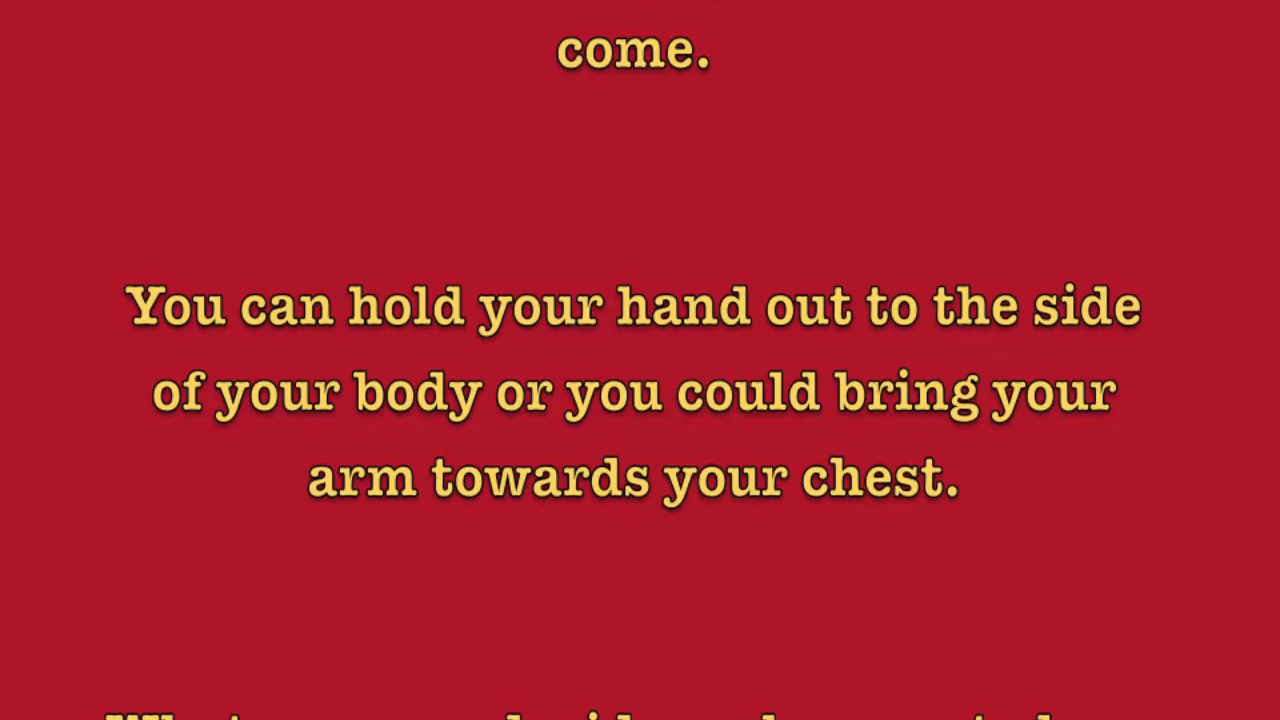 come.
You can hold your hand out to the side
of your body or you could bring your
arm towards your chest.